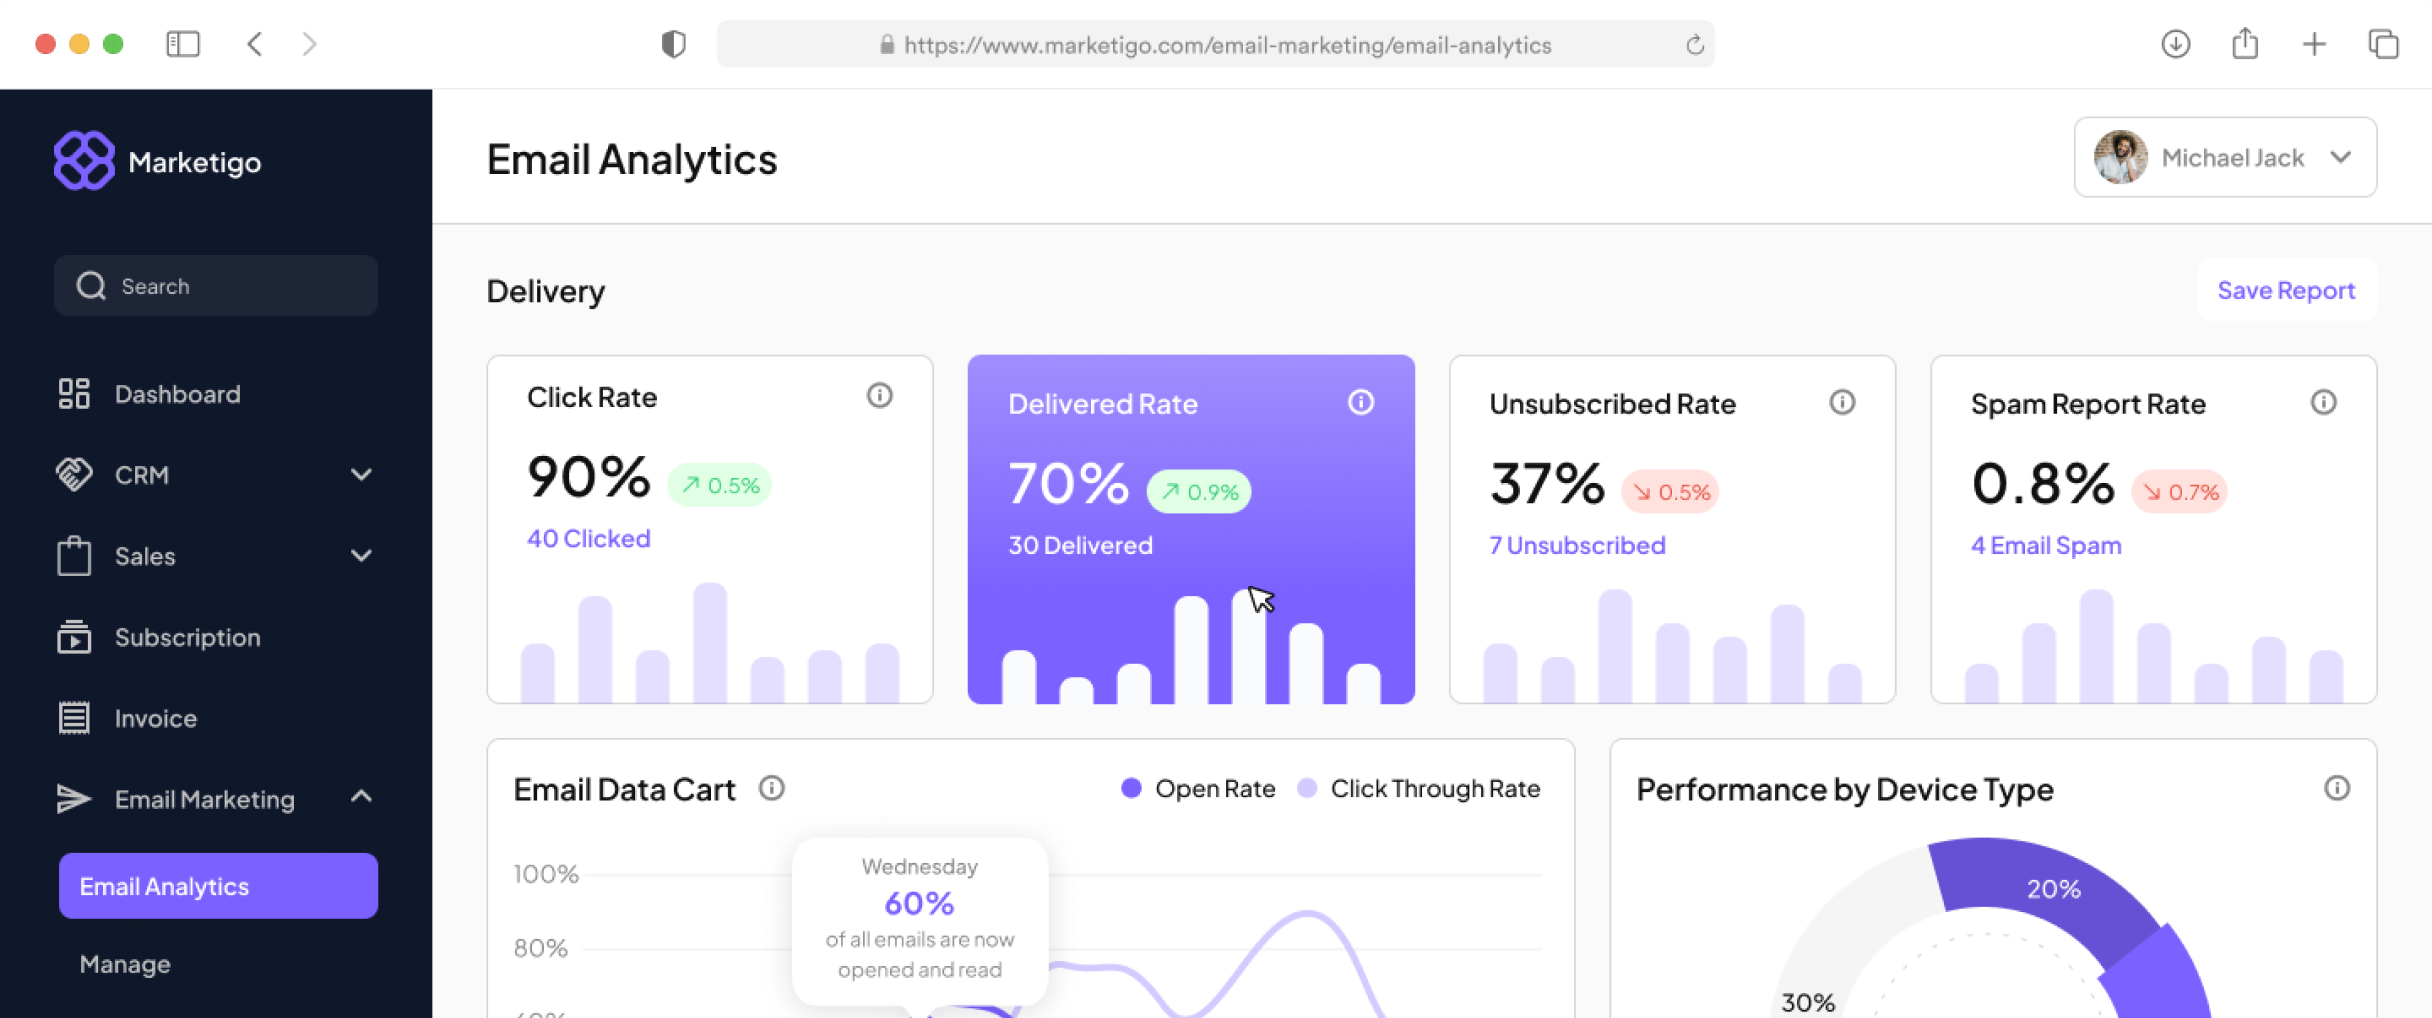 https://www.marketigo.com/email-marketing/email-analytics
Marketigo
Email Analytics
Michael Jack
Search
Delivery
Save Report
Dashboard
CRM
Sales
Subscription
Invoice
Email Marketing
Email Analytics
Manage
Click Rate
90%
0.5%
40 Clicked
Delivered Rate
70%
0.9%
30 Delivered
Unsubscribed Rate
37%
0.5%
7 Unsubscribed
Spam Report Rate
0.8%
0.7%
4 Email Spam
Email Data Cart
Open Rate
Click Through Rate
100%
80%
Wednesday
60%
of all emails are now
opened and read
Performance by Device Type
20%
30%